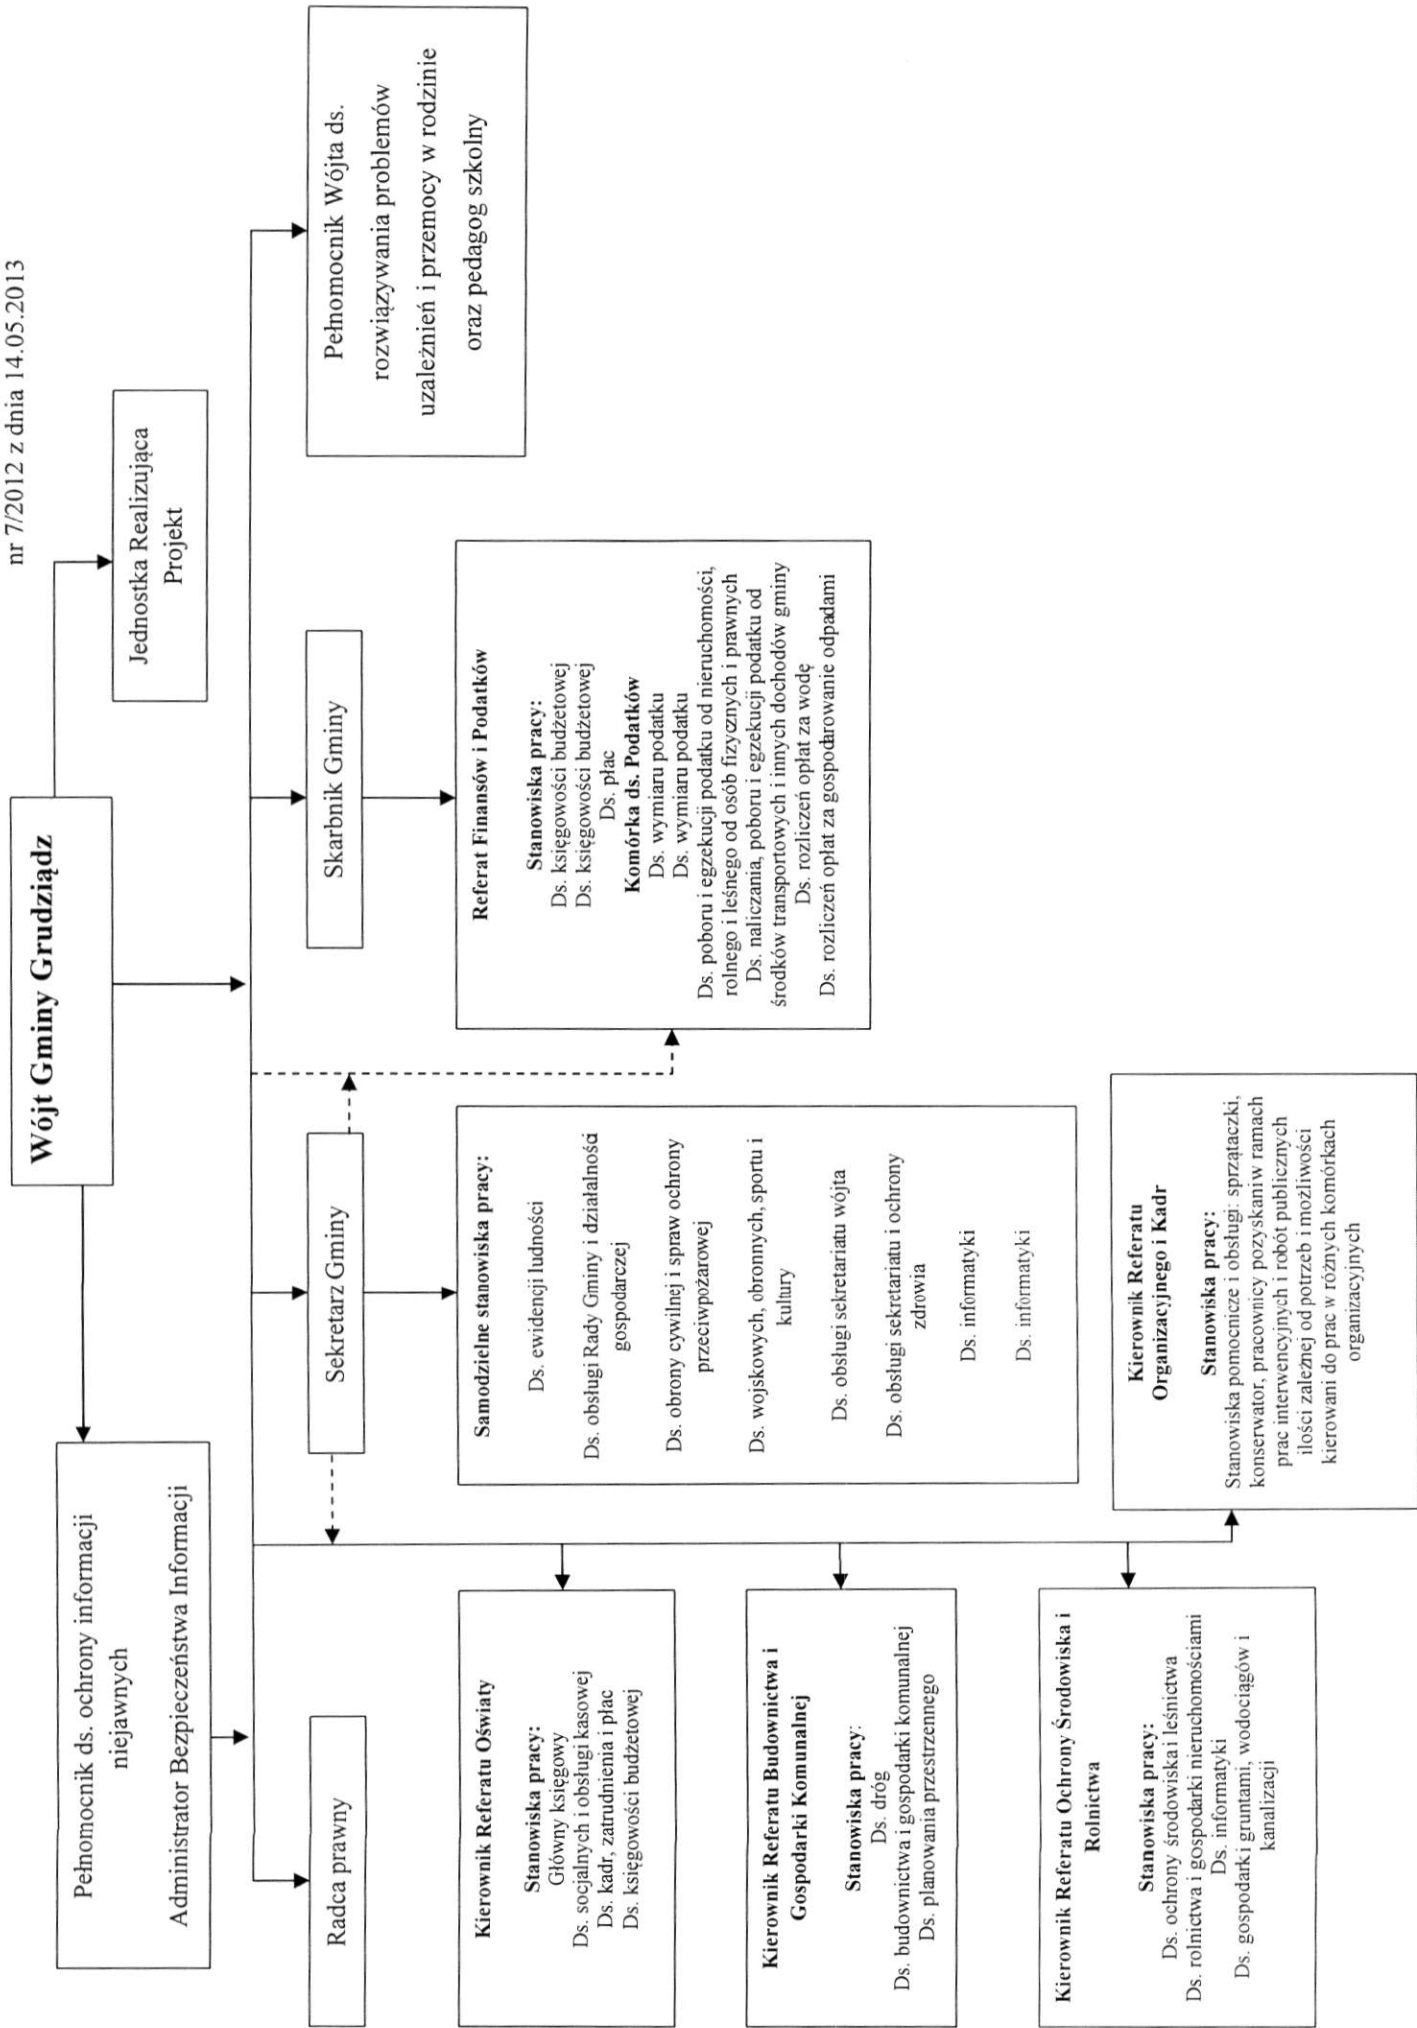 nr 7/2012 z dnia 14.05.2013
Wójt Gminy Grudziądz
Pełnomocnik ds. ochrony informacji
niejawnych
Administrator Bezpieczeństwa Informacji
Jednostka Realizująca
Projekt
Radca prawny
Sekretarz Gminy
Skarbnik Gminy
Pełnomocnik Wójta ds.
rozwiązywania problemów
uzależnień i przemocy w rodzinie
oraz pedagog szkolny
Kierownik Referatu Oświaty
Stanowiska pracy:
Główny księgowy
Ds. socjalnych i obsługi kasowej
Ds. kadr, zatrudnienia i płac
Ds. księgowości budżetowej
Samodzielne stanowiska pracy:
Ds. ewidencji ludności
Ds. obsługi Rady Gminy i działalności
gospodarczej
Ds. obrony cywilnej i spraw ochrony
przeciwpożarowej
Ds. wojskowych, obronnych, sportu i
kultury
Ds. obsługi sekretariatu wójta
Ds. obsługi sekretariatu i ochrony
zdrowia
Ds. informatyki
Ds. informatyki
Referat Finansów i Podatków
Stanowiska pracy:
Ds. księgowości budżetowej
Ds. księgowości budżetowej
Ds. płac
Komórka ds. Podatków
Ds. wymiaru podatku
Ds. wymiaru podatku
Ds. poboru i egzekucji podatku od nieruchomości,
rolnego i leśnego od osób fizycznych i prawnych
Ds. naliczania, poboru i egzekucji podatku od
środków transportowych i innych dochodów gminy
Ds. rozliczeń opłat za wodę
Ds. rozliczeń opłat za gospodarowanie odpadami
Kierownik Referatu Budownictwa i
Gospodarki Komunalnej
Stanowiska pracy:
Ds. dróg
Ds. budownictwa i gospodarki komunalnej
Ds. planowania przestrzennego
Kierownik Referatu Ochrony Środowiska i
Rolnictwa
Stanowiska pracy:
Ds. ochrony środowiska i leśnictwa
Ds. rolnictwa i gospodarki nieruchomościami
Ds. informatyki
Ds. gospodarki gruntami, wodociągów i
kanalizacji
Kierownik Referatu
Organizacyjnego i Kadr
Stanowiska pracy:
Stanowiska pomocnicze i obsługi: sprzątaczki,
konserwator, pracownicy pozyskani w ramach
prac interwencyjnych i robót publicznych
ilości zależnej od potrzeb i możliwości
kierowani do prac w różnych komórkach
organizacyjnych